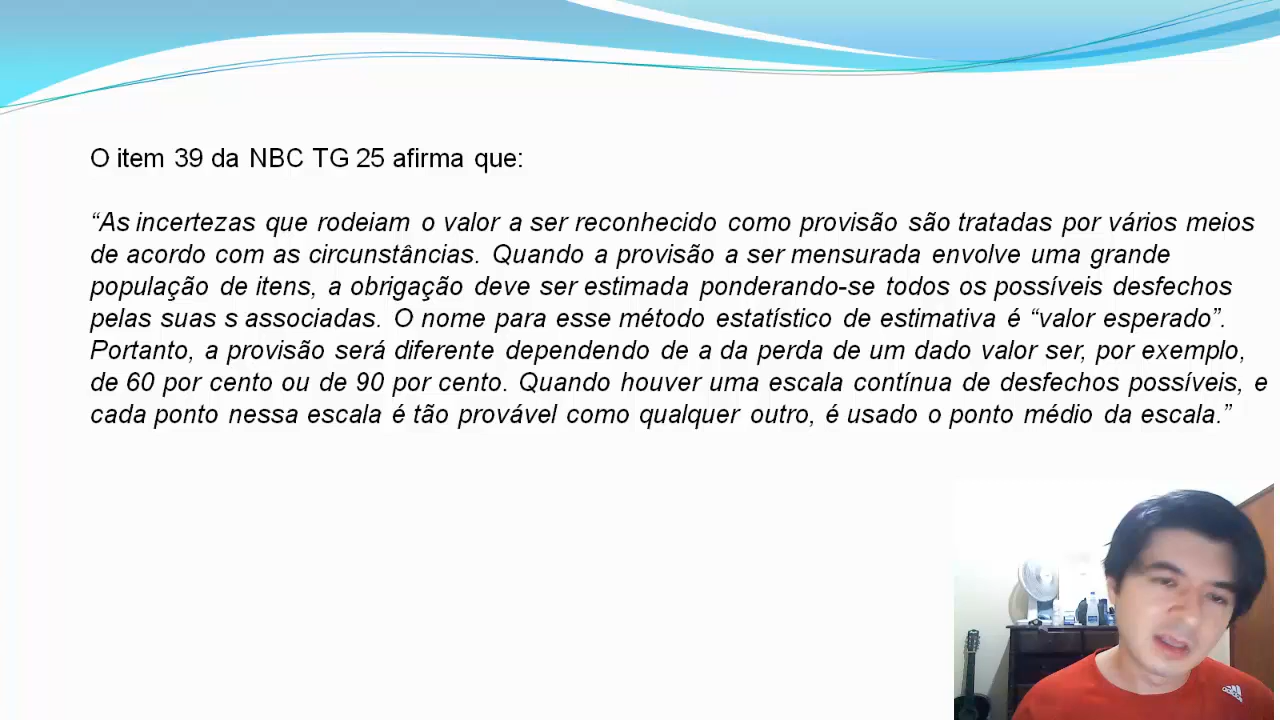 O item 39 da NBC TG 25 afirma que:
“As incertezas que rodeiam o valor a ser reconhecido como provisão são tratadas por vários meios
de acordo com as circunstâncias. Quando a provisão a ser mensurada envolve uma grande
população de itens, a obrigação deve ser estimada ponderando-se todos os possíveis desfechos
pelas suas s associadas. O nome para esse método estatístico de estimativa é “valor esperado”.
Portanto, a provisão será diferente dependendo de a da perda de um dado valor ser, por exemplo,
de 60 por cento ou de 90 por cento. Quando houver uma escala contínua de desfechos possíveis, e
cada ponto nessa escala é tão provável como qualquer outro, é usado o ponto médio da escala.”